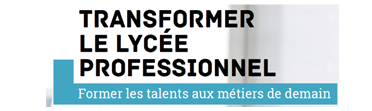 TRANSFORMER
LE LYCÉE
PROFESSIONNEL
Former les talents aux métiers de demain